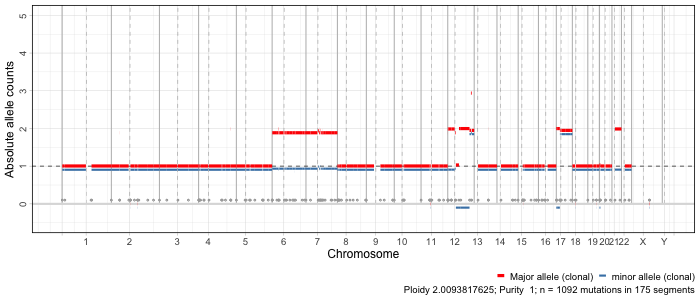 Absolute allele counts
5
4
3
2
1
0
1 2 3 4 5 6 7 8 9 10 11 12 13 14 15 16 17 18 19 20 21 22 X Y
Chromosome
Major allele (clonal) minor allele (clonal)
Ploidy 2.0093817625; Purity 1; n = 1092 mutations in 175 segments